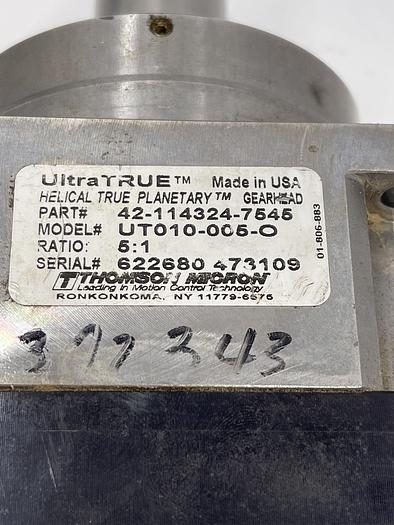 UltraTRUE™ Made in USA
HELICAL TRUE PLANETARY™ GEARHEAD
PART# 42-114324-7545
MODEL# UT010-005-O
RATIO: 5:1
SERIAL# 622680 473109
THOMSON MICRON
Leading in Motion Control Technology
RONKONKOMA, NY 11779-6575
01-806-883
377343